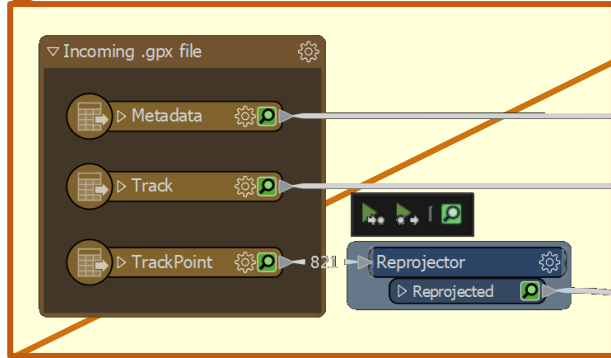 Incoming .gpx file
Metadata
Track
TrackPoint
821
Reprojector
Reprojected